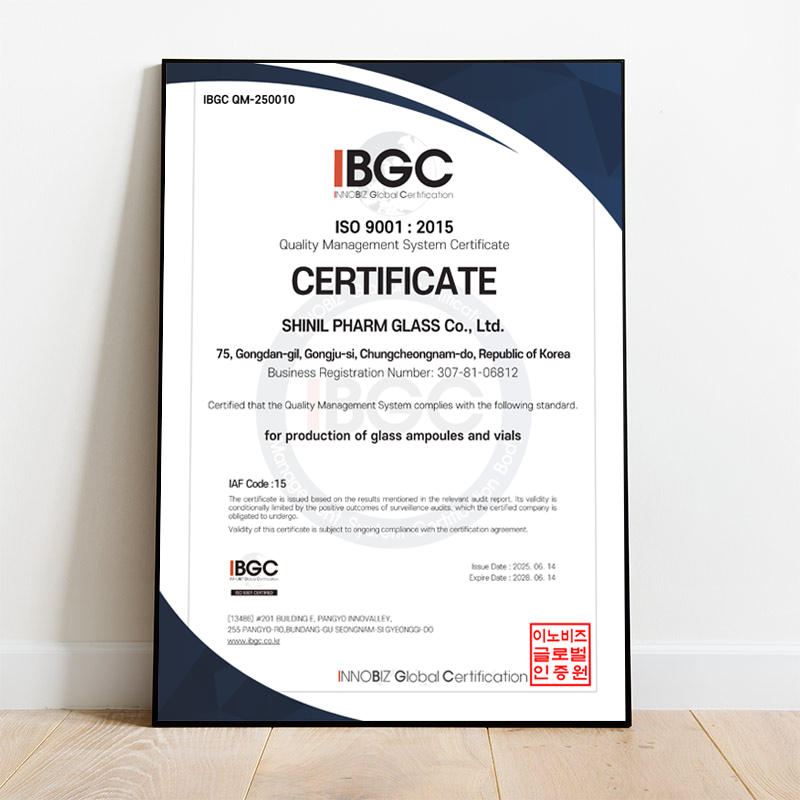 IBGC QM-250010
IBGC
INNOBIZ Global Certification
ISO 9001 : 2015
Quality Management System Certificate
CERTIFICATE
SHINIL PHARM GLASS Co., Ltd.
75, Gongdan-gil, Gongju-si, Chungcheongnam-do, Republic of Korea
Business Registration Number: 307-81-06812
Certified that the Quality Management System complies with the following standard.
for production of glass ampoules and vials
IAF Code : 15
The certificate is issued based on the results mentioned in the relevant audit report. Its validity is
conditionally limited by the positive outcomes of surveillance audits, which the certified company is
obligated to undergo.
Validity of this certificate is subject to ongoing compliance with the certification agreement.
IBGC
INNOBIZ Global Certification
ISO 9001 CERTIFIED
Issue Date : 2025. 06. 14
Expire Date : 2028. 06. 14
[13486] #201 BUILDING E, PANGYO INNOVALLEY,
255 PANGYO-RO,BUNDANG-GU SEONGNAM-SI GYEONGGI-DO
www.ibgc.co.kr
INNOBIZ Global Certification
이노비즈
글로벌
인증원